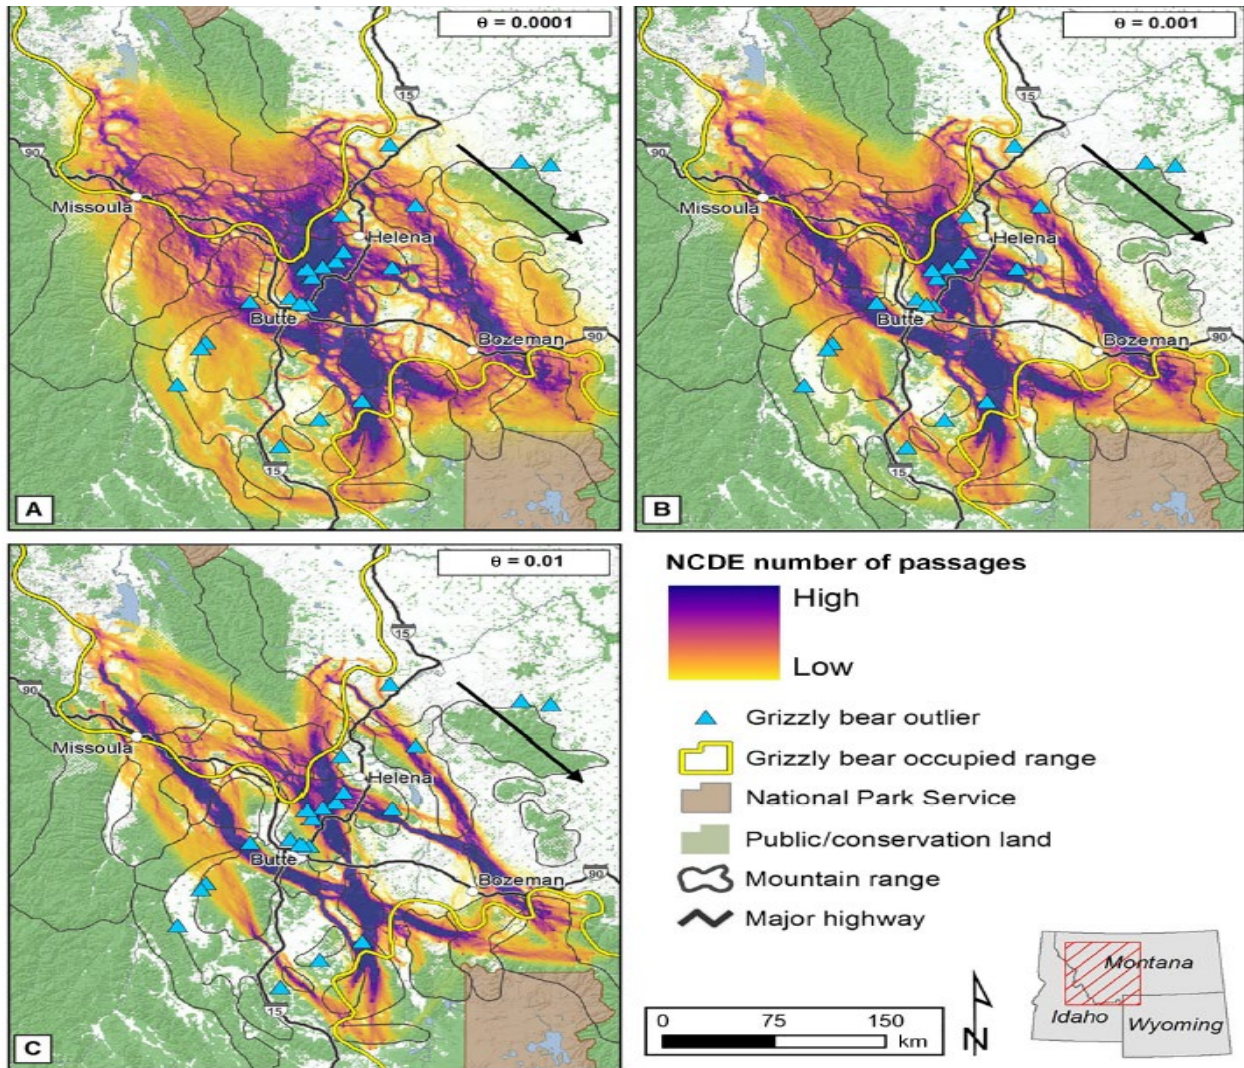 θ = 0.0001
15
90
Missoula
Helena
Butte
Bozeman
90
15
A
θ = 0.001
15
90
Missoula
Helena
Butte
Bozeman
90
15
B
θ = 0.01
15
90
Missoula
Helena
Butte
Bozeman
90
15
C
NCDE number of passages
High
Low
Grizzly bear outlier
Grizzly bear occupied range
National Park Service
Public/conservation land
Mountain range
Major highway
0 75 150
km
N
Montana
Idaho
Wyoming